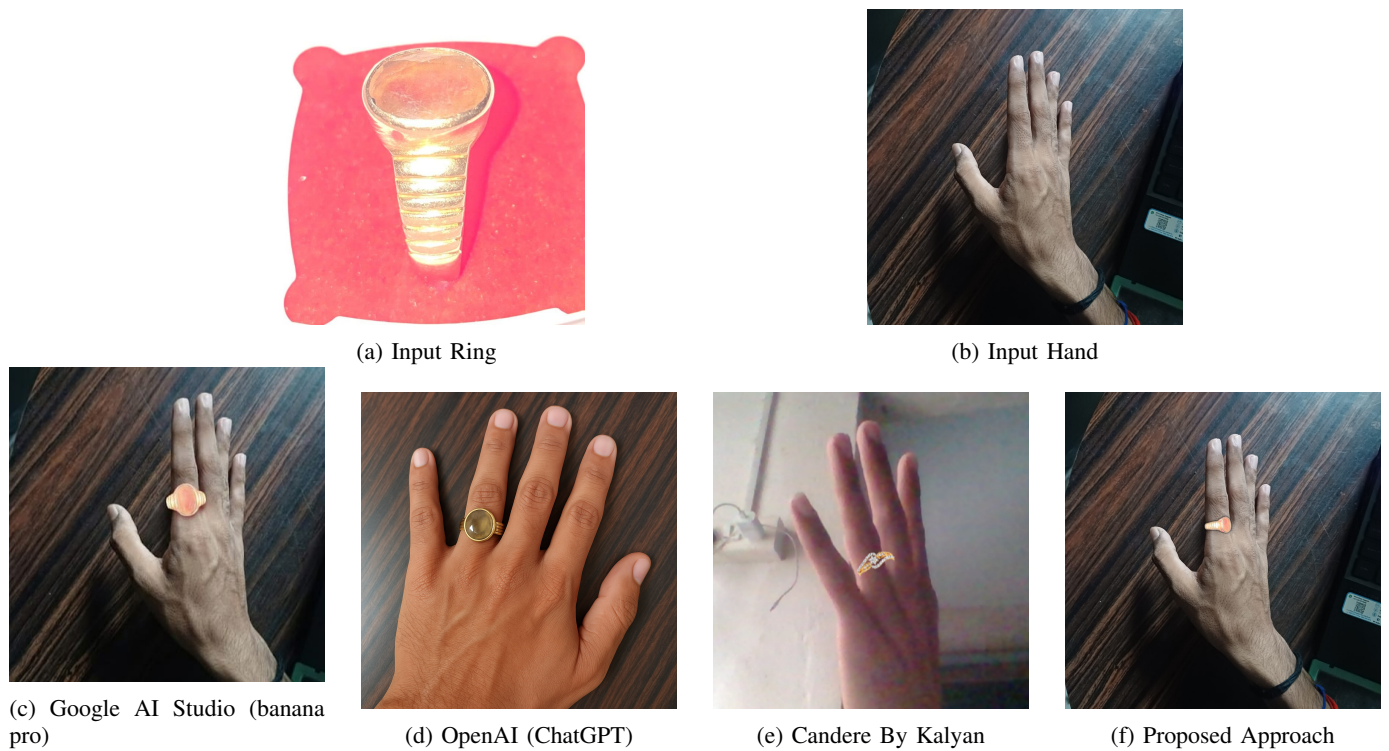 (a) Input Ring
(b) Input Hand
(c) Google AI Studio (banana
pro)
(d) OpenAI (ChatGPT)
(e) Candere By Kalyan
(f) Proposed Approach